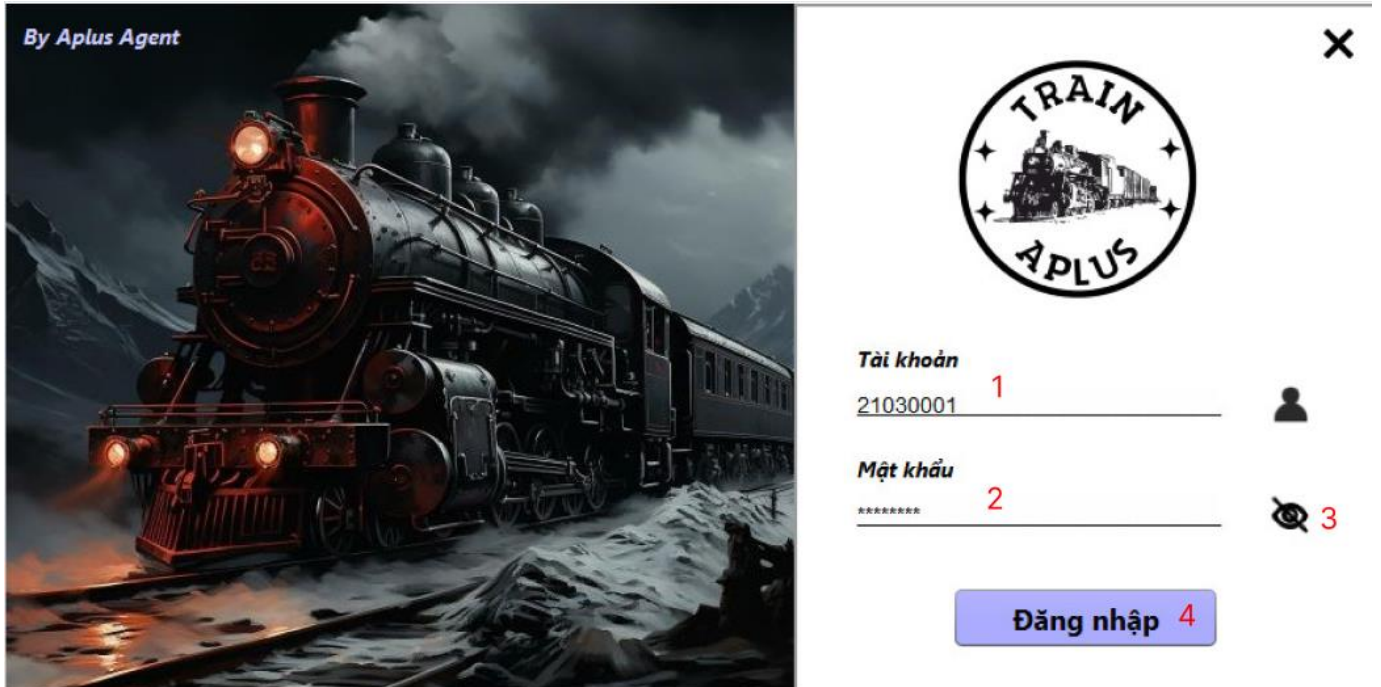 By Aplus Agent
TRAIN
APLUS
Tài khoản
1
21030001
Mật khẩu
2
********
3
Đăng nhập 4